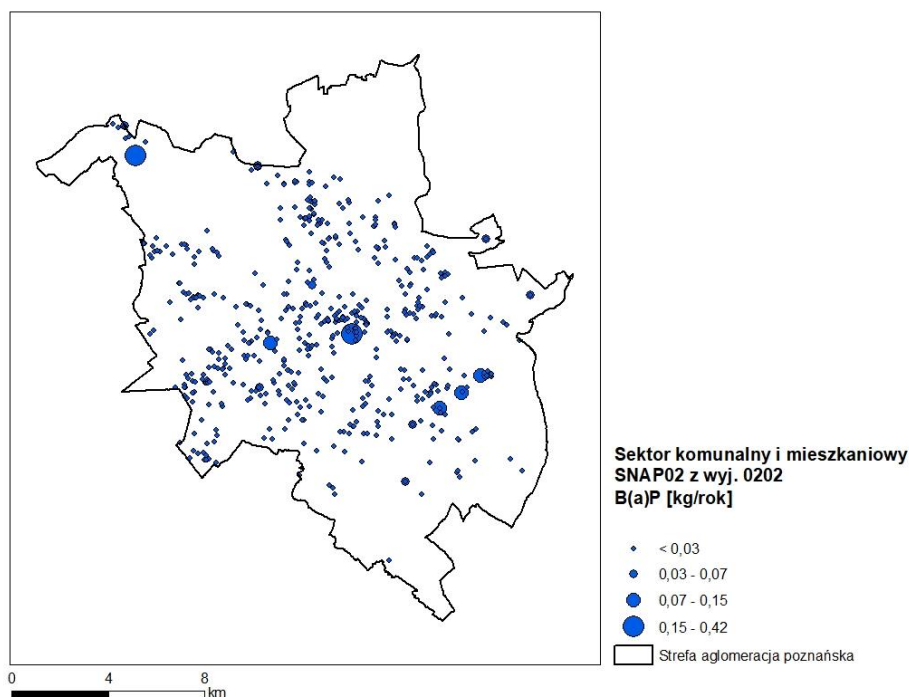 Sektor komunalny i mieszkaniowy
SNAP02 z wyj. 0202
B(a)P [kg/rok]
< 0,03
0,03 - 0,07
0,07 - 0,15
0,15 - 0,42
Strefa aglomeracja poznańska
0 4 8
km